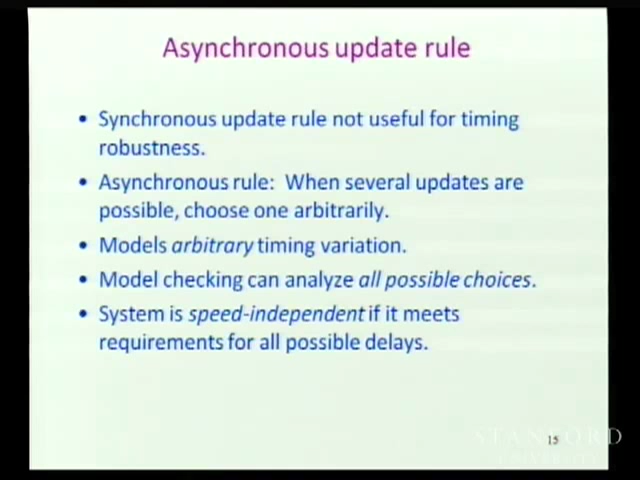 Asynchronous update rule
• Synchronous update rule not useful for timing
robustness.
• Asynchronous rule: When several updates are
possible, choose one arbitrarily.
• Models arbitrary timing variation.
• Model checking can analyze all possible choices.
• System is speed-independent if it meets
requirements for all possible delays.
15
STANFORD
UNIVERSITY